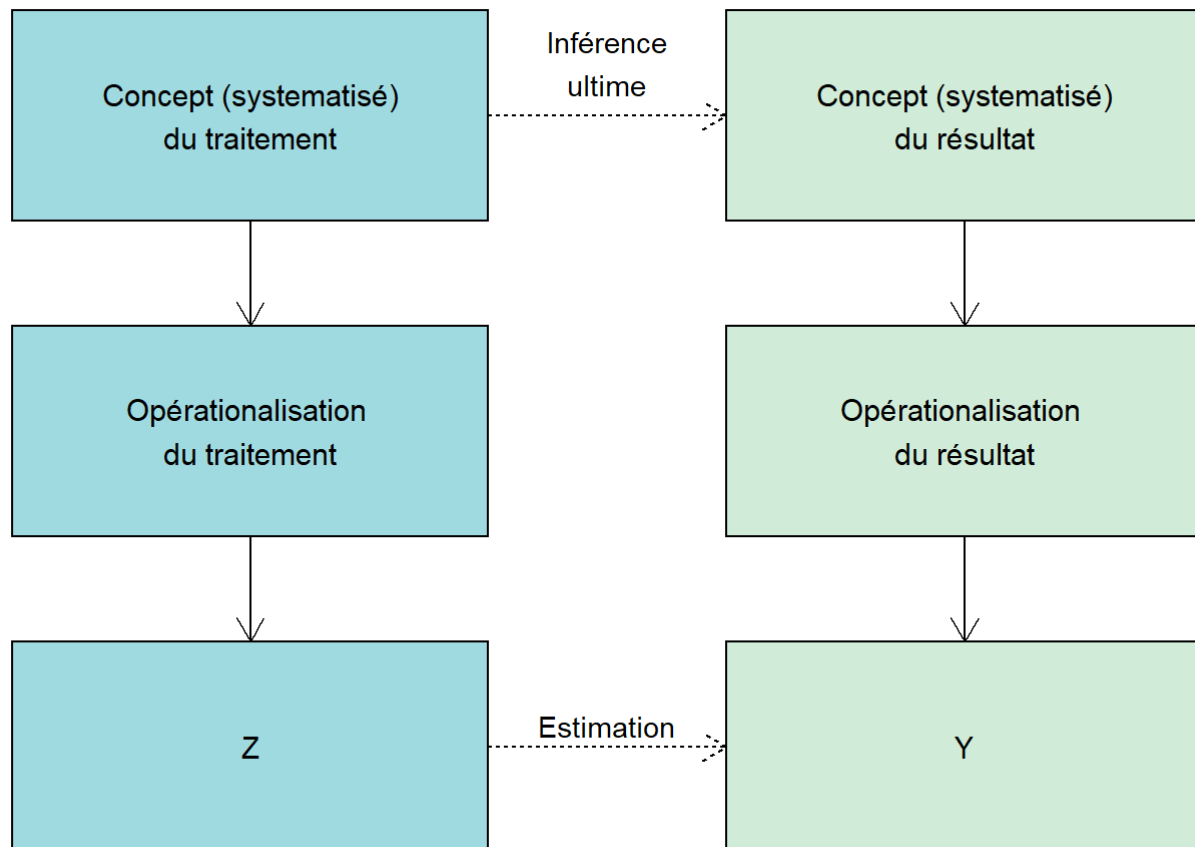 Concept (systematisé)
du traitement
Inférence
ultime
Concept (systematisé)
du résultat
Opérationalisation
du traitement
Opérationalisation
du résultat
Z
Estimation
Y